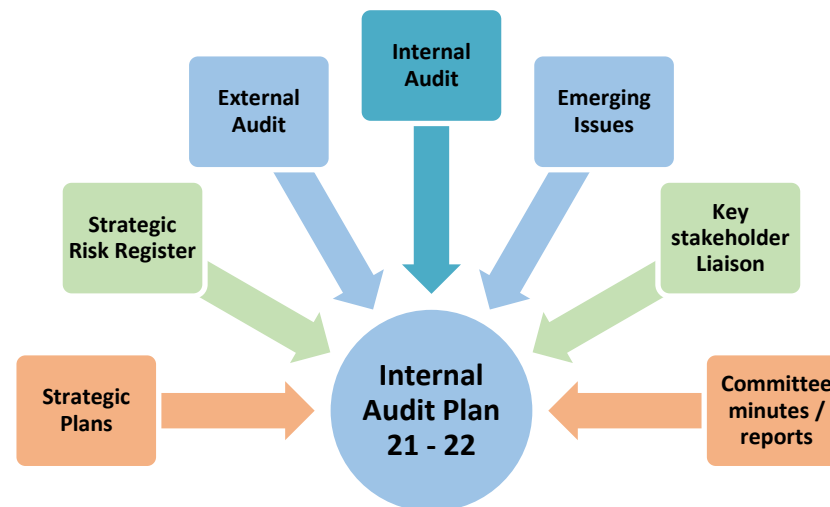 Internal
Audit
External
Audit
Emerging
Issues
Strategic
Risk Register
Key
stakeholder
Liaison
Strategic
Plans
Internal
Audit Plan
21 - 22
Committee
minutes /
reports